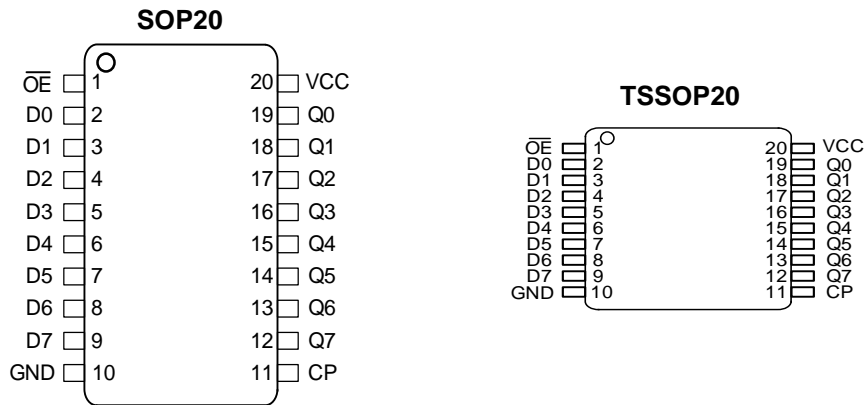 SOP20
O̅E̅ 1 20 VCC
D0 2 19 Q0
D1 3 18 Q1
D2 4 17 Q2
D3 5 16 Q3
D4 6 15 Q4
D5 7 14 Q5
D6 8 13 Q6
D7 9 12 Q7
GND 10 11 CP
TSSOP20
O̅E̅ 1 20 VCC
D0 2 19 Q0
D1 3 18 Q1
D2 4 17 Q2
D3 5 16 Q3
D4 6 15 Q4
D5 7 14 Q5
D6 8 13 Q6
D7 9 12 Q7
GND 10 11 CP